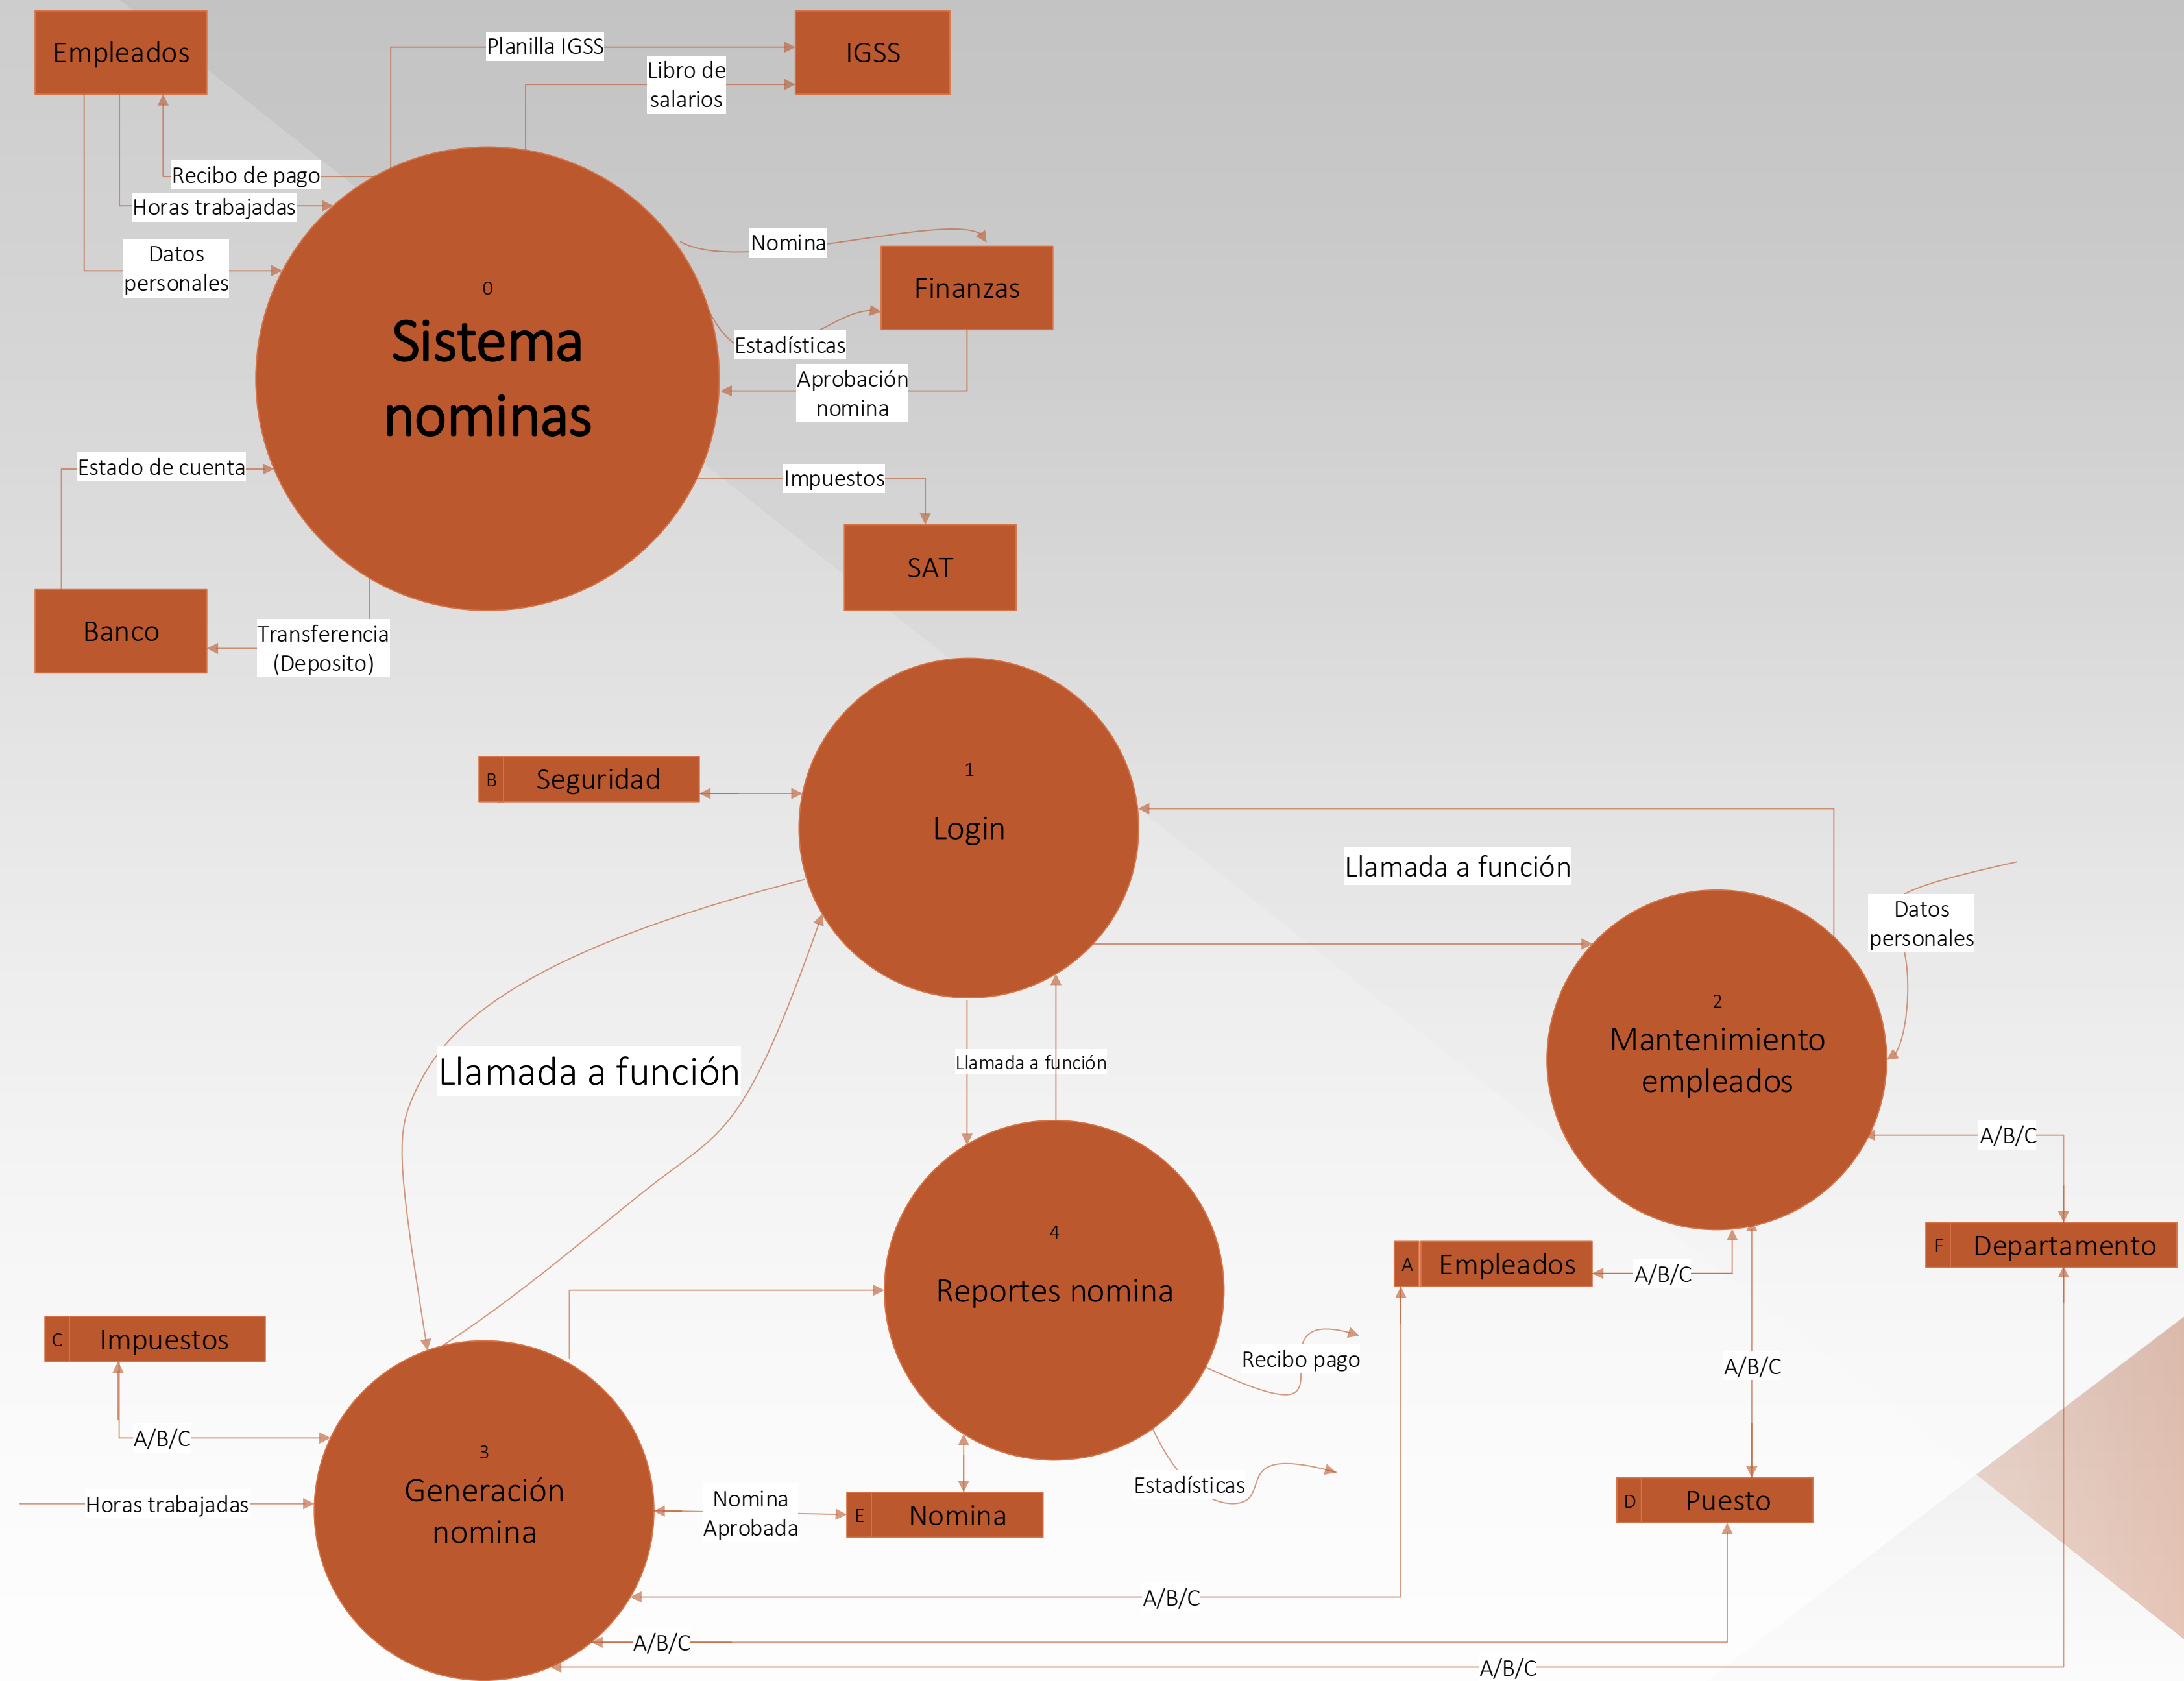 Empleados
Planilla IGSS
IGSS
Libro de
salarios
Recibo de pago
Horas trabajadas
Datos
personales
Nomina
Finanzas
0
Sistema
nominas
Estadísticas
Aprobación
nomina
Estado de cuenta
Impuestos
SAT
Banco
Transferencia
(Deposito)
B
Seguridad
1
Login
Llamada a función
Datos
personales
2
Mantenimiento
empleados
Llamada a función
Llamada a función
A/B/C
4
Reportes nomina
A
Empleados
A/B/C
F
Departamento
C
Impuestos
Recibo pago
A/B/C
A/B/C
3
Generación
nomina
Horas trabajadas
Nomina
Aprobada
E
Nomina
Estadísticas
D
Puesto
A/B/C
A/B/C
A/B/C